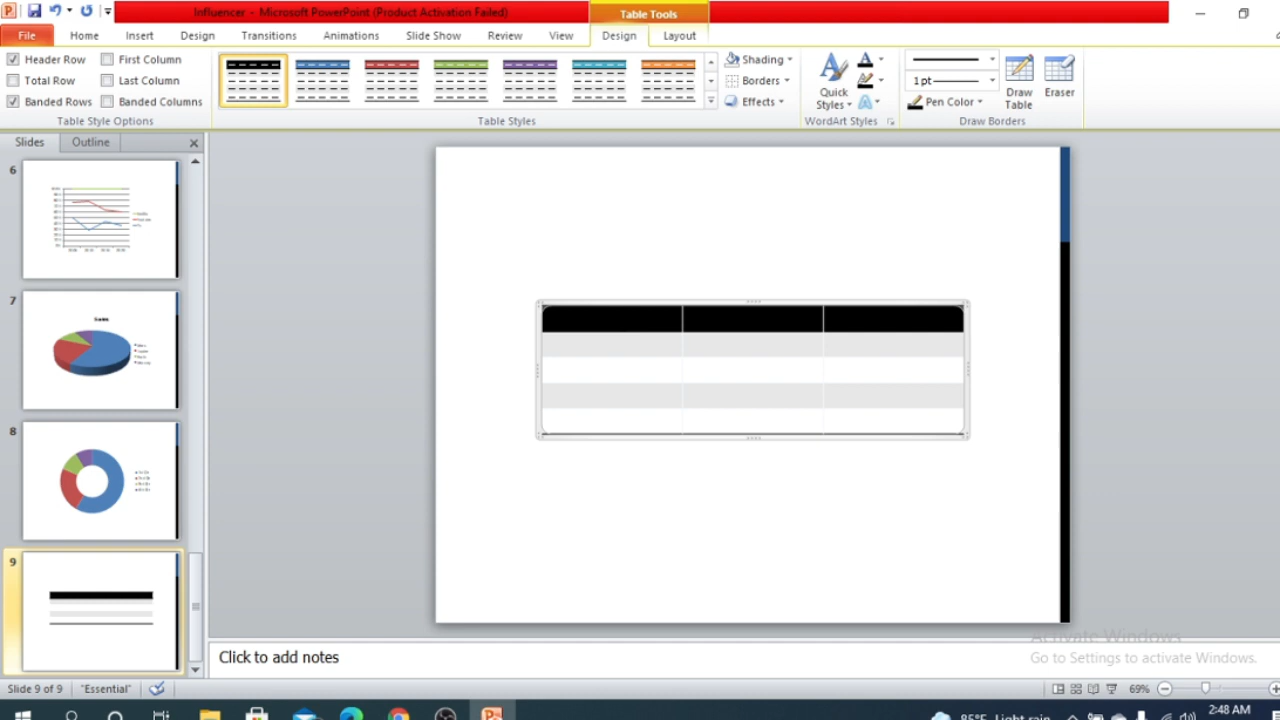 Influencer - Microsoft PowerPoint (Product Activation Failed)
Table Tools
File Home Insert Design Transitions Animations Slide Show Review View Design Layout
Header Row First Column
Total Row Last Column
Banded Rows Banded Columns
Table Style Options
Table Styles
Shading
Borders
Effects
Quick
Styles
WordArt Styles
1 pt
Pen Color
Draw
Table
Eraser
Draw Borders
Slides Outline
6
7
8
9
Click to add notes
Activate Windows
Go to Settings to activate Windows.
Slide 9 of 9 "Essential" 69%
85°F Light rain 2:48 AM